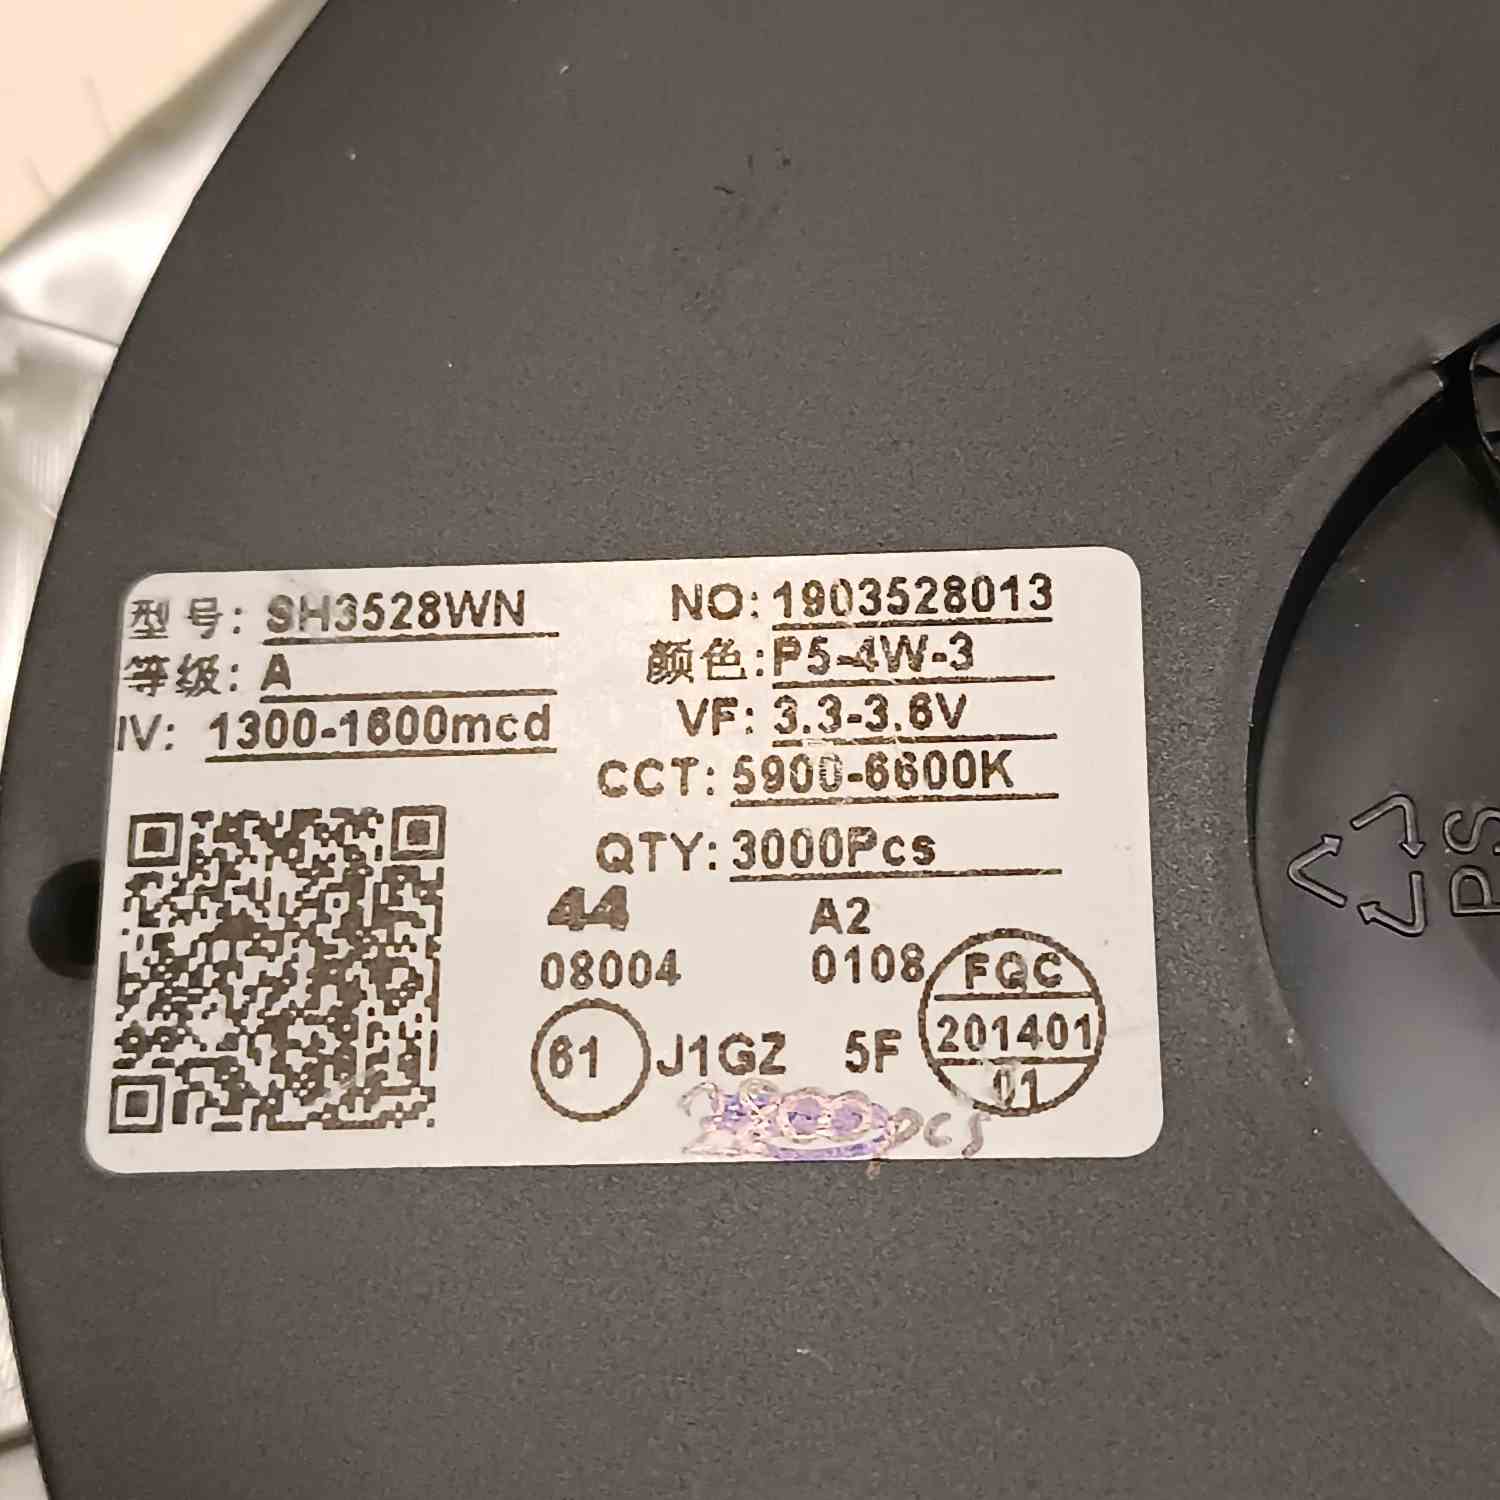 型号: SH3528WN
NO: 1903528013
等级: A
颜色: P5-4W-3
IV: 1300-1600mcd
VF: 3.3-3.6V
CCT: 5900-6600K
QTY: 3000Pcs
44 A2
08004 0108
FQC
201401
01
61 J1GZ 5F
pcs
PS